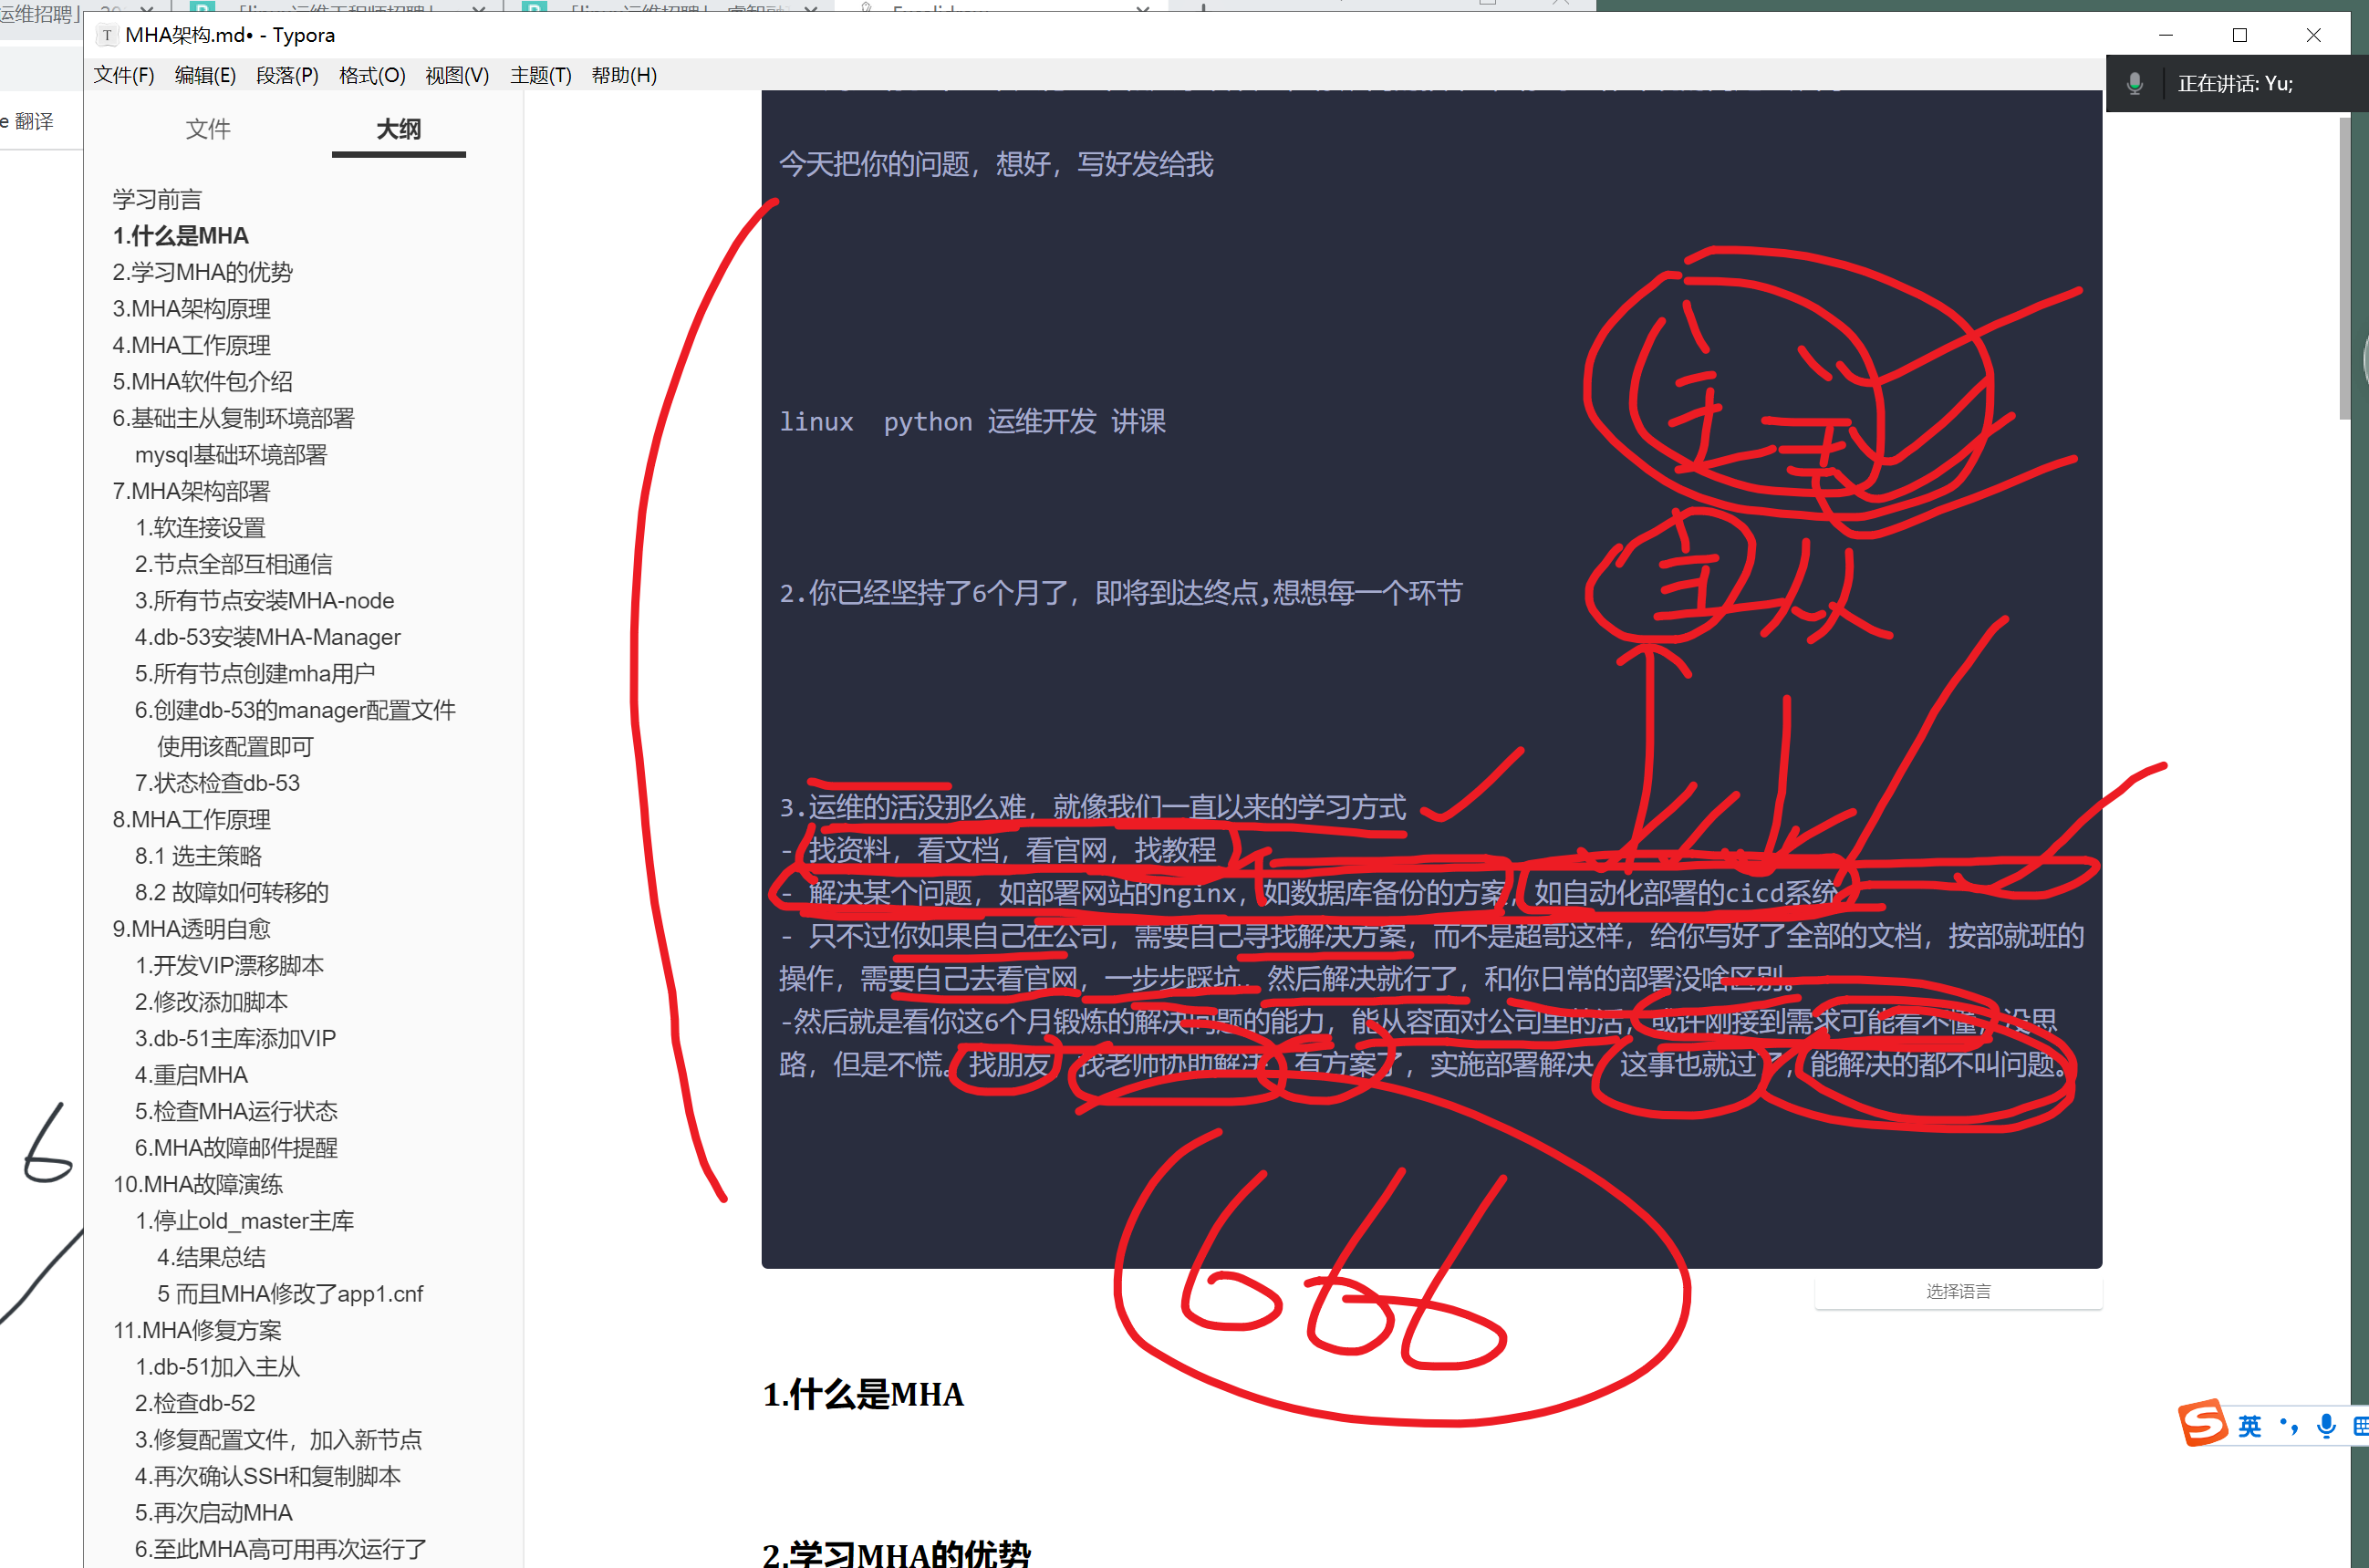 MHA架构.md• - Typora
文件(F) 编辑(E) 段落(P) 格式(O) 视图(V) 主题(T) 帮助(H)
正在讲话: Yu;
e 翻译
文件 大纲
学习前言
1.什么是MHA
2.学习MHA的优势
3.MHA架构原理
4.MHA工作原理
5.MHA软件包介绍
6.基础主从复制环境部署
mysql基础环境部署
7.MHA架构部署
1.软连接设置
2.节点全部互相通信
3.所有节点安装MHA-node
4.db-53安装MHA-Manager
5.所有节点创建mha用户
6.创建db-53的manager配置文件
使用该配置即可
7.状态检查db-53
8.MHA工作原理
8.1 选主策略
8.2 故障如何转移的
9.MHA透明自愈
1.开发VIP漂移脚本
2.修改添加脚本
3.db-51主库添加VIP
4.重启MHA
5.检查MHA运行状态
6.MHA故障邮件提醒
10.MHA故障演练
1.停止old_master主库
4.结果总结
5 而且MHA修改了app1.cnf
11.MHA修复方案
1.db-51加入主从
2.检查db-52
3.修复配置文件，加入新节点
4.再次确认SSH和复制脚本
5.再次启动MHA
6.至此MHA高可用再次运行了
今天把你的问题，想好，写好发给我
linux  python 运维开发 讲课
2.你已经坚持了6个月了，即将到达终点,想想每一个环节
主从
3.运维的活没那么难，就像我们一直以来的学习方式
- 找资料，看文档，看官网，找教程
- 解决某个问题，如部署网站的nginx，如数据库备份的方案，如自动化部署的cicd系统
- 只不过你如果自己在公司，需要自己寻找解决方案，而不是超哥这样，给你写好了全部的文档，按部就班的
操作，需要自己去看官网，一步步踩坑，然后解决就行了，和你日常的部署没啥区别。
-然后就是看你这6个月锻炼的解决问题的能力，能从容面对公司里的活，或许刚接到需求可能看不懂，没思
路，但是不慌。找朋友，找老师协助解决，有方案了，实施部署解决，这事也就过了，能解决的都不叫问题。
666
6
选择语言
1.什么是MHA
2.学习MHA的优势
英